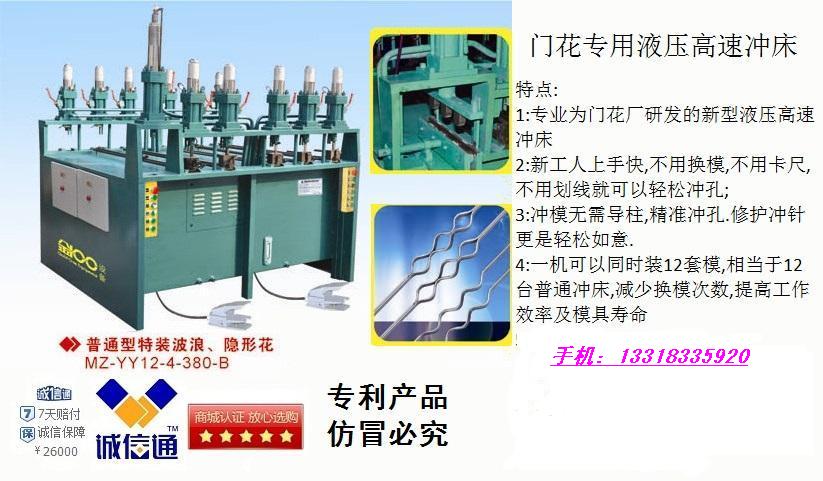 门花专用液压高速冲床
特点:
1:专业为门花厂研发的新型液压高速
冲床
2:新工人上手快,不用换模,不用卡尺,
不用划线就可以轻松冲孔;
3:冲模无需导柱,精准冲孔.修护冲针
更是轻松如意.
4:一机可以同时装12套模,相当于12
台普通冲床,减少换模次数,提高工作
效率及模具寿命
手机：13318335920
设备
普通型特装波浪、隐形花
MZ-YY12-4-380-B
诚信通
7天赔付
保 诚信保障
¥26000
诚信通
商城认证 放心选购
专利产品
仿冒必究